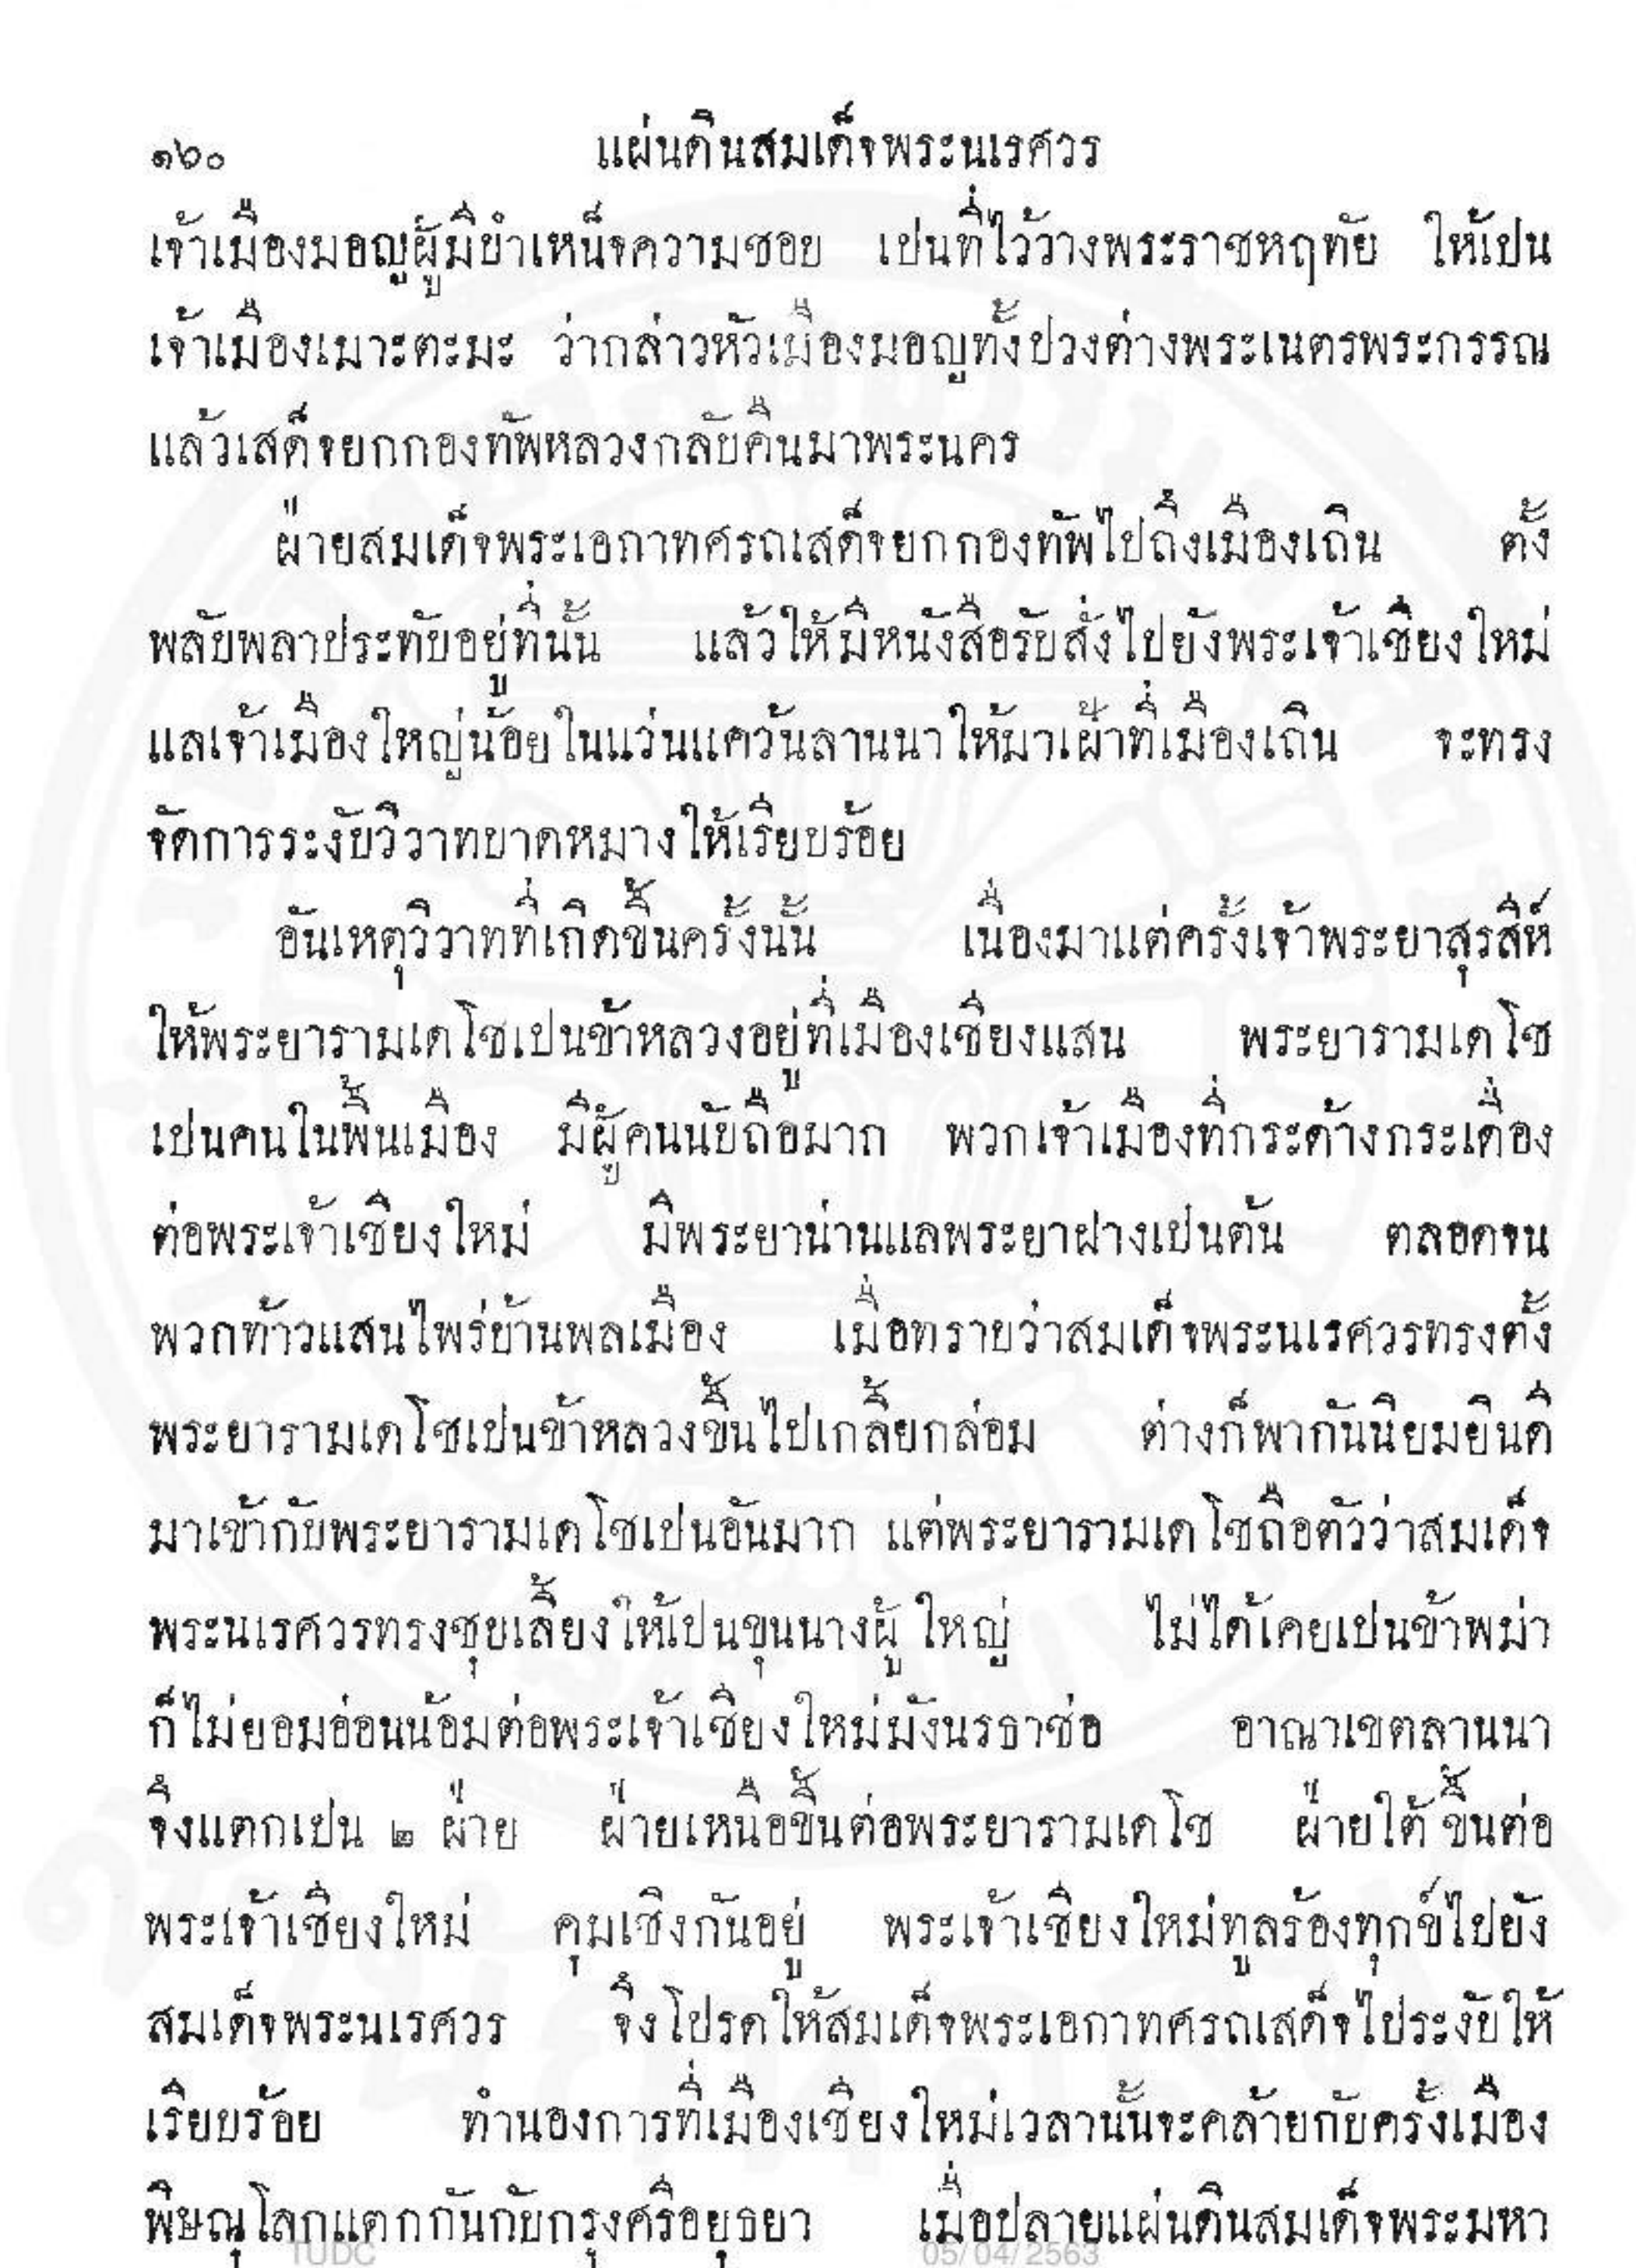 ๑๖๐ แผ่นดินสมเด็จพระนเรศวร
เจ้าเมืองมอญผู้มีบำเหน็จความชอบ เปนที่ไว้วางพระราชหฤทัย ให้เปน
เจ้าเมืองเมาะตะมะ ว่ากล่าวหัวเมืองมอญทั้งปวงต่างพระเนตรพระกรรณ
แล้วเสด็จยกกองทัพหลวงกลับคืนมาพระนคร
ฝ่ายสมเด็จพระเอกาทศรถเสด็จยกกองทัพไปถึงเมืองเถิน ตั้ง
พลับพลาประทับอยู่ที่นั้น แล้วให้มีหนังสือรับสั่งไปยังพระเจ้าเชียงใหม่
แลเจ้าเมืองใหญ่น้อยในแว่นแคว้นลานนาให้มาเฝ้าที่เมืองเถิน จะทรง
จัดการระงับวิวาทบาดหมางให้เรียบร้อย
อันเหตุวิวาทที่เกิดขึ้นครั้งนั้น เนื่องมาแต่ครั้งเจ้าพระยาสุรสีห์
ให้พระยารามเดโชเปนข้าหลวงอยู่ที่เมืองเชียงแสน พระยารามเดโช
เปนคนในพื้นเมือง มีผู้คนนับถือมาก พวกเจ้าเมืองที่กระด้างกระเดื่อง
ต่อพระเจ้าเชียงใหม่ มีพระยาน่านแลพระยาฝางเปนต้น ตลอดจน
พวกท้าวแสนไพร่บ้านพลเมือง เมื่อทราบว่าสมเด็จพระนเรศวรทรงตั้ง
พระยารามเดโชเปนข้าหลวงขึ้นไปเกลี้ยกล่อม ต่างก็พากันนิยมยินดี
มาเข้ากับพระยารามเดโชเปนอันมาก แต่พระยารามเดโชถือตัวว่าสมเด็จ
พระนเรศวรทรงชุบเลี้ยงให้เปนขุนนางผู้ใหญ่ ไม่ได้เคยเปนข้าพม่า
ก็ไม่ยอมอ่อนน้อมต่อพระเจ้าเชียงใหม่มังนรธาช่อ อาณาเขตลานนา
จึงแตกเปน ๒ ฝ่าย ฝ่ายเหนือขึ้นต่อพระยารามเดโช ฝ่ายใต้ขึ้นต่อ
พระเจ้าเชียงใหม่ คุมเชิงกันอยู่ พระเจ้าเชียงใหม่ทูลร้องทุกข์ไปยัง
สมเด็จพระนเรศวร จึงโปรดให้สมเด็จพระเอกาทศรถเสด็จไประงับให้
เรียบร้อย ทำนองการที่เมืองเชียงใหม่เวลานั้นจะคล้ายกับครั้งเมือง
พิษณุโลกแตกกันกับกรุงศรีอยุธยา เมื่อปลายแผ่นดินสมเด็จพระมหา
TUDC 05/04/2563